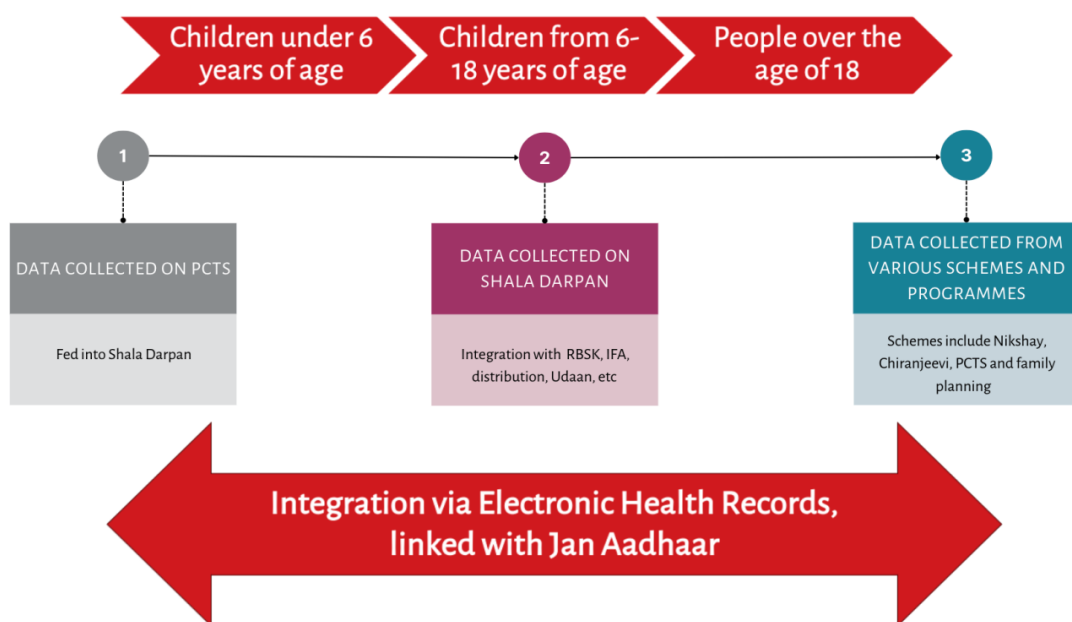 Children under 6
years of age
Children from 6-
18 years of age
People over the
age of 18
1
2
3
DATA COLLECTED ON PCTS
Fed into Shala Darpan
DATA COLLECTED ON
SHALA DARPAN
Integration with RBSK, IFA,
distribution, Udaan, etc
DATA COLLECTED FROM
VARIOUS SCHEMES AND
PROGRAMMES
Schemes include Nikshay,
Chiranjeevi, PCTS and family
planning
Integration via Electronic Health Records,
linked with Jan Aadhaar